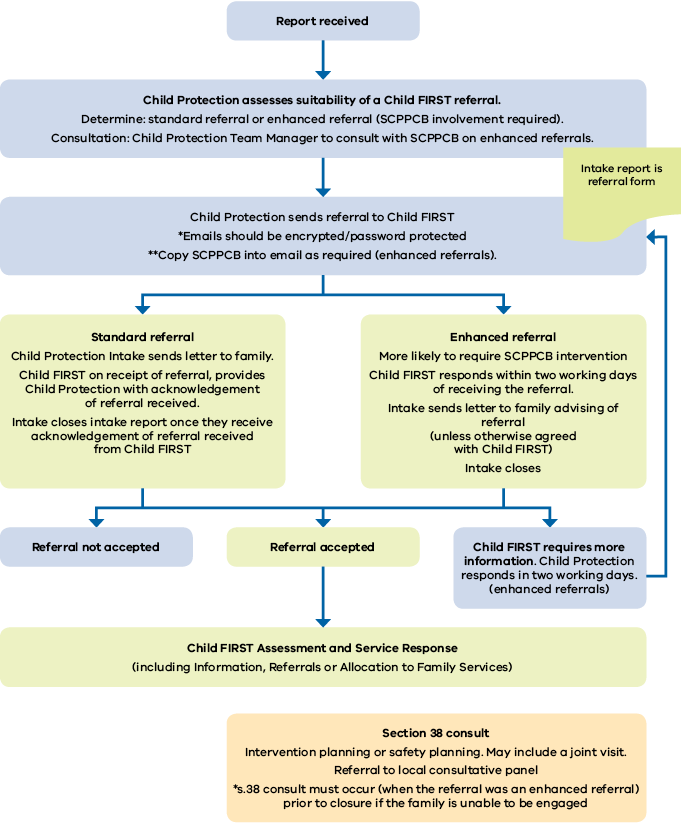 Report received
Child Protection assesses suitability of a Child FIRST referral.
Determine: standard referral or enhanced referral (SCPPCB involvement required).
Consultation: Child Protection Team Manager to consult with SCPPCB on enhanced referrals.
Intake report is
referral form
Child Protection sends referral to Child FIRST
*Emails should be encrypted/password protected
**Copy SCPPCB into email as required (enhanced referrals).
Standard referral
Child Protection Intake sends letter to family.
Child FIRST on receipt of referral, provides
Child Protection with acknowledgement
of referral received.
Intake closes intake report once they receive
acknowledgement of referral received
from Child FIRST
Enhanced referral
More likely to require SCPPCB intervention
Child FIRST responds within two working days
of receiving the referral.
Intake sends letter to family advising of
referral
(unless otherwise agreed
with Child FIRST)
Intake closes
Referral not accepted
Referral accepted
Child FIRST requires more
information. Child Protection
responds in two working days.
(enhanced referrals)
Child FIRST Assessment and Service Response
(including Information, Referrals or Allocation to Family Services)
Section 38 consult
Intervention planning or safety planning. May include a joint visit.
Referral to local consultative panel
*s.38 consult must occur (when the referral was an enhanced referral)
prior to closure if the family is unable to be engaged